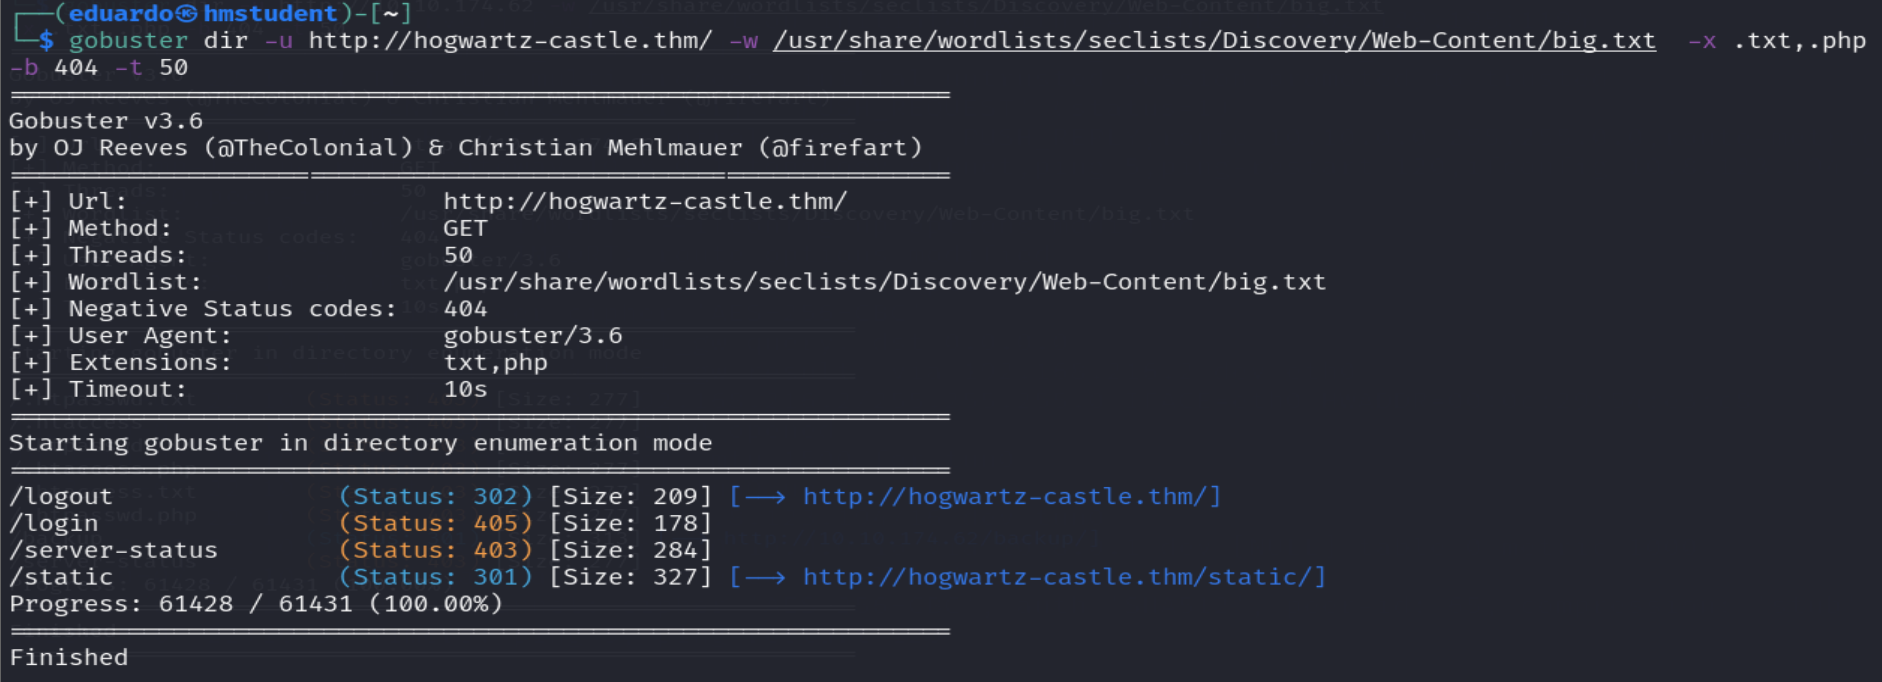 ┌──(eduardo㉿hmstudent)-[~]
└─$ gobuster dir -u http://hogwartz-castle.thm/ -w /usr/share/wordlists/seclists/Discovery/Web-Content/big.txt  -x .txt,.php
-b 404 -t 50
===============================================================
Gobuster v3.6
by OJ Reeves (@TheColonial) & Christian Mehlmauer (@firefart)
===============================================================
[+] Url:                     http://hogwartz-castle.thm/
[+] Method:                  GET
[+] Threads:                 50
[+] Wordlist:                /usr/share/wordlists/seclists/Discovery/Web-Content/big.txt
[+] Negative Status codes:   404
[+] User Agent:              gobuster/3.6
[+] Extensions:              txt,php
[+] Timeout:                 10s
===============================================================
Starting gobuster in directory enumeration mode
===============================================================
/logout               (Status: 302) [Size: 209] [--> http://hogwartz-castle.thm/]
/login                (Status: 405) [Size: 178]
/server-status        (Status: 403) [Size: 284]
/static               (Status: 301) [Size: 327] [--> http://hogwartz-castle.thm/static/]
Progress: 61428 / 61431 (100.00%)
===============================================================
Finished